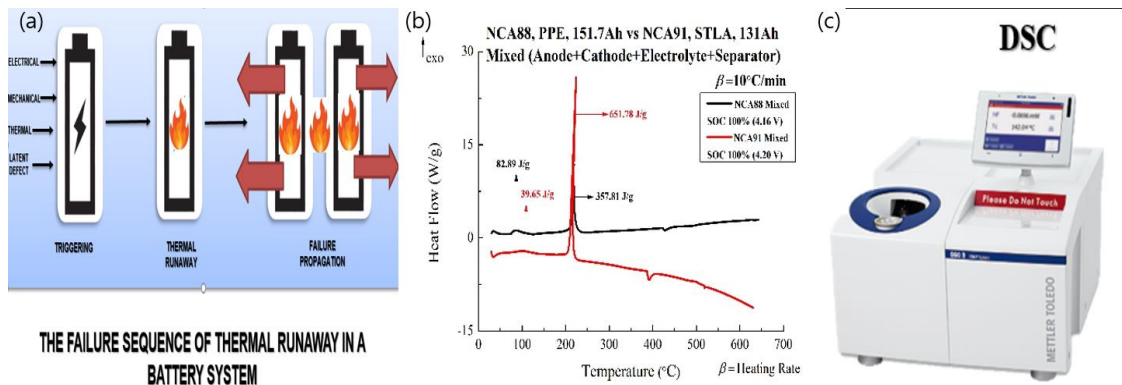 (a)
ELECTRICAL
MECHANICAL
THERMAL
LATENT
DEFECT
TRIGGERING
THERMAL
RUNAWAY
FAILURE
PROPAGATION
THE FAILURE SEQUENCE OF THERMAL RUNAWAY IN A
BATTERY SYSTEM
(b)
NCA88, PPE, 151.7Ah vs NCA91, STLA, 131Ah
Mixed (Anode+Cathode+Electrolyte+Separator)
exo
β=10°C/min
NCA88 Mixed
SOC 100% (4.16 V)
NCA91 Mixed
SOC 100% (4.20 V)
651.78 J/g
82.89 J/g
39.65 J/g
357.81 J/g
Heat Flow (W/g)
30
15
0
-15
0 100 200 300 400 500 600 700
Temperature (°C)
β=Heating Rate
(c)
DSC
Please Do Not Touch
METTLER TOLEDO